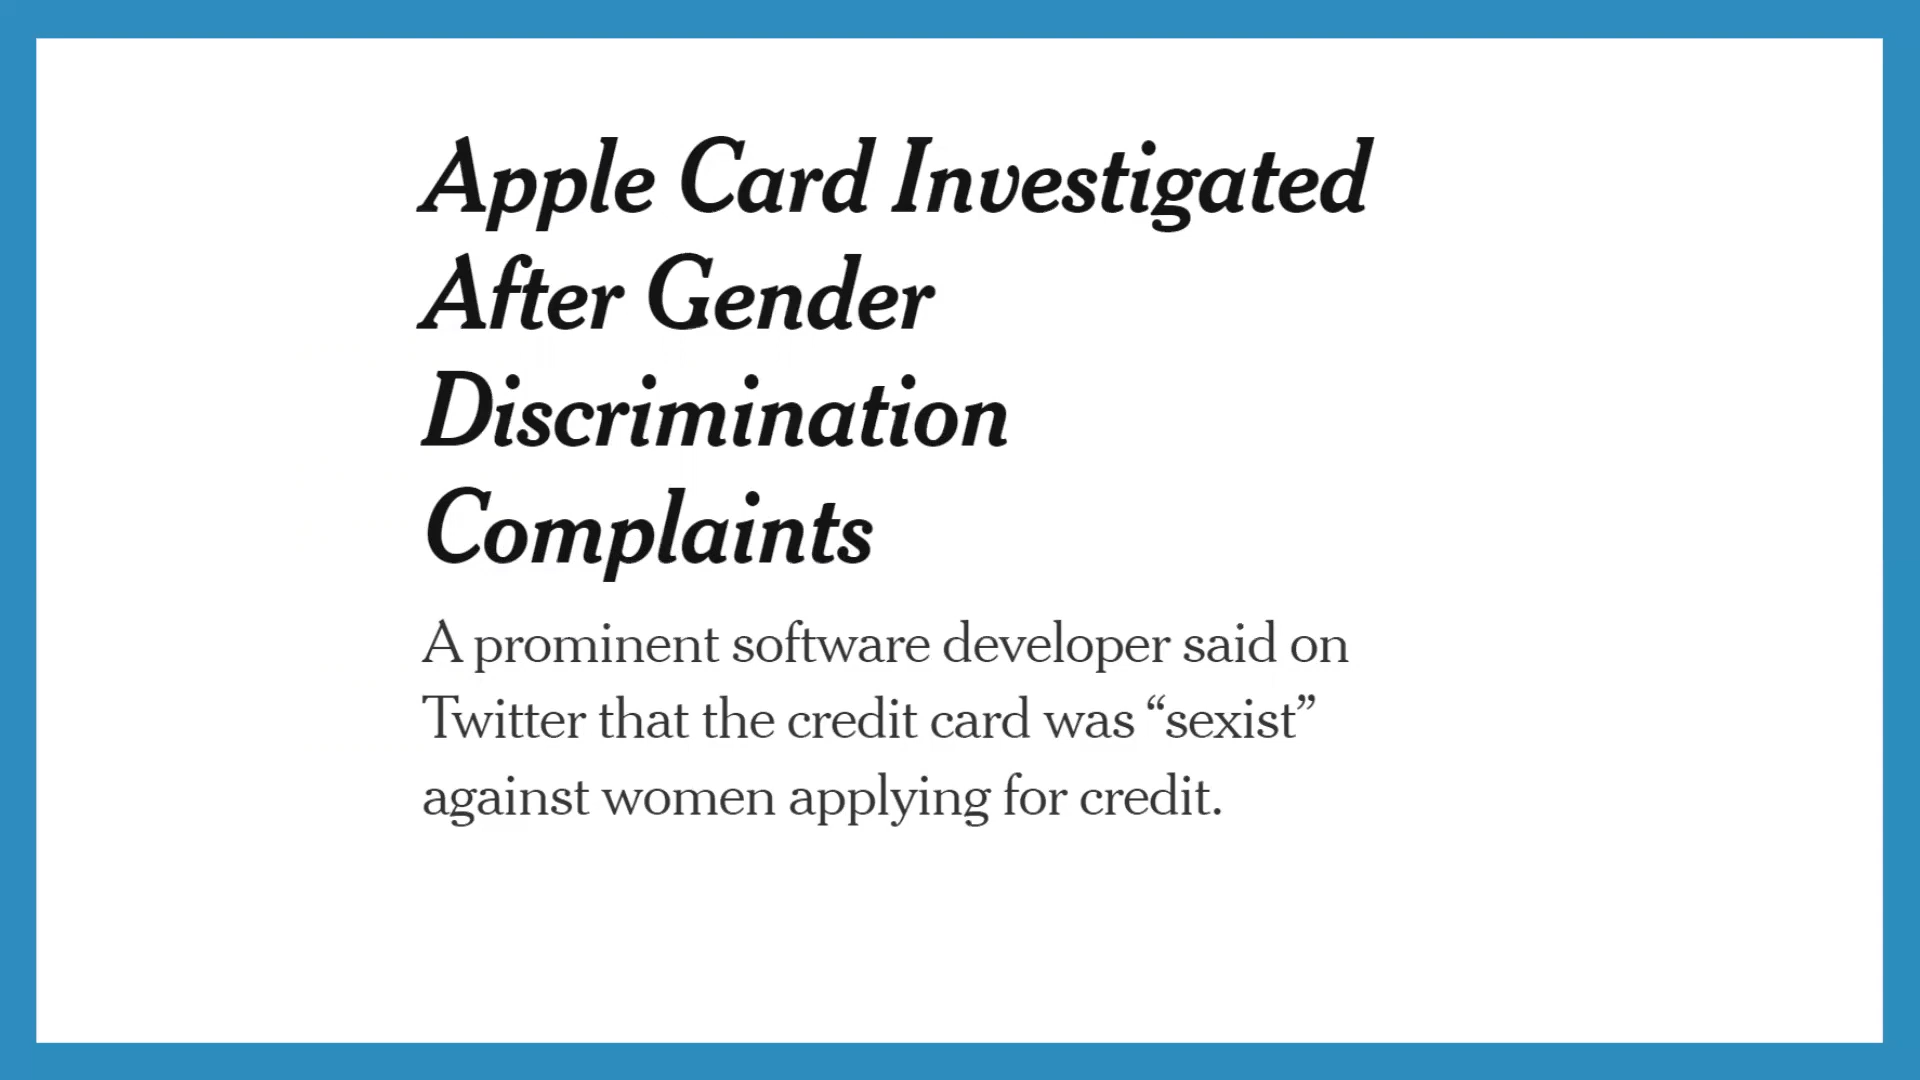 Apple Card Investigated
After Gender
Discrimination
Complaints
A prominent software developer said on
Twitter that the credit card was “sexist”
against women applying for credit.